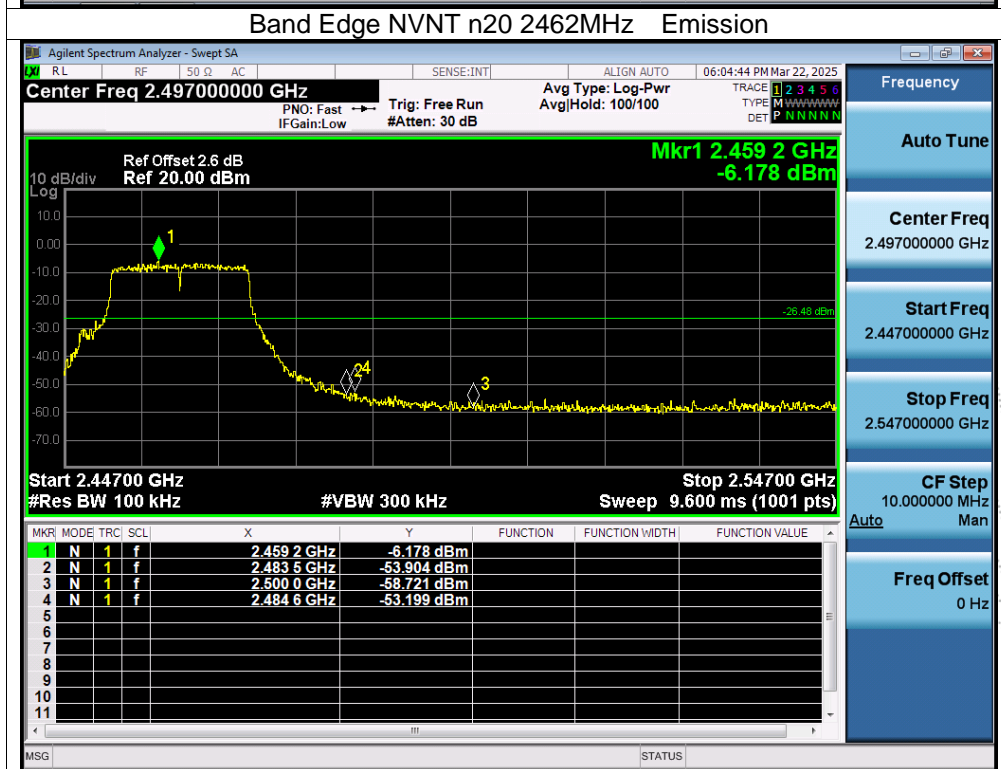 Band Edge NVNT n20 2462MHz    Emission
Agilent Spectrum Analyzer - Swept SA
LXI RL RF 50 Ω AC SENSE:INT ALIGN AUTO 06:04:44 PM Mar 22, 2025
Center Freq 2.497000000 GHz
PNO: Fast
IFGain:Low
Trig: Free Run
#Atten: 30 dB
Avg Type: Log-Pwr
Avg|Hold: 100/100
TRACE 1 2 3 4 5 6
TYPE M WWWWW
DET P N N N N N
Ref Offset 2.6 dB
10 dB/div Ref 20.00 dBm
Log
Mkr1 2.459 2 GHz
-6.178 dBm
10.0
0.00
-10.0
-20.0
-30.0
-40.0
-50.0
-60.0
-70.0
1
-26.48 dBm
2 4
3
Start 2.44700 GHz Stop 2.54700 GHz
#Res BW 100 kHz #VBW 300 kHz Sweep 9.600 ms (1001 pts)
MKR MODE TRC SCL X Y FUNCTION FUNCTION WIDTH FUNCTION VALUE
1 N 1 f 2.459 2 GHz -6.178 dBm
2 N 1 f 2.483 5 GHz -53.904 dBm
3 N 1 f 2.500 0 GHz -58.721 dBm
4 N 1 f 2.484 6 GHz -53.199 dBm
5
6
7
8
9
10
11
MSG STATUS
Frequency
Auto Tune
Center Freq
2.497000000 GHz
Start Freq
2.447000000 GHz
Stop Freq
2.547000000 GHz
CF Step
10.000000 MHz
Auto Man
Freq Offset
0 Hz